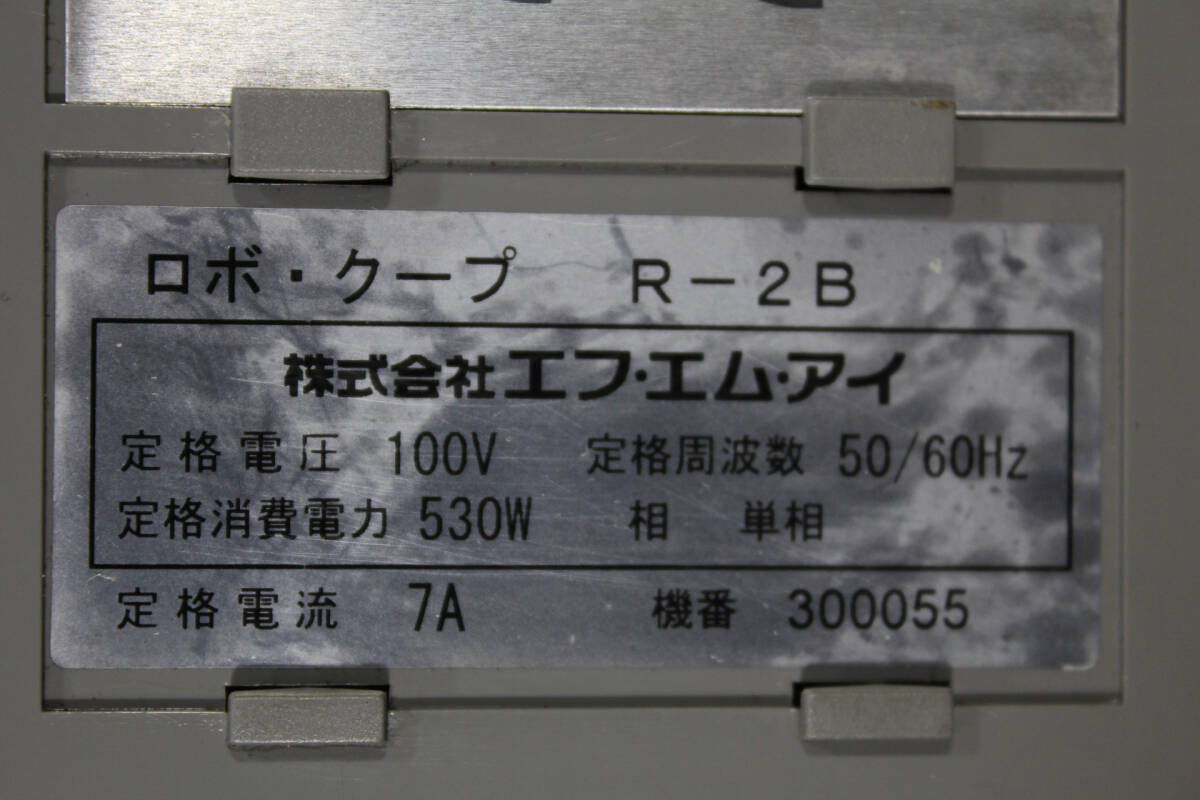 ロボ・クープ R－2B
株式会社エフ・エム・アイ
定格電圧 100V 定格周波数 50/60Hz
定格消費電力 530W 相 単相
定格電流 7A 機番 300055